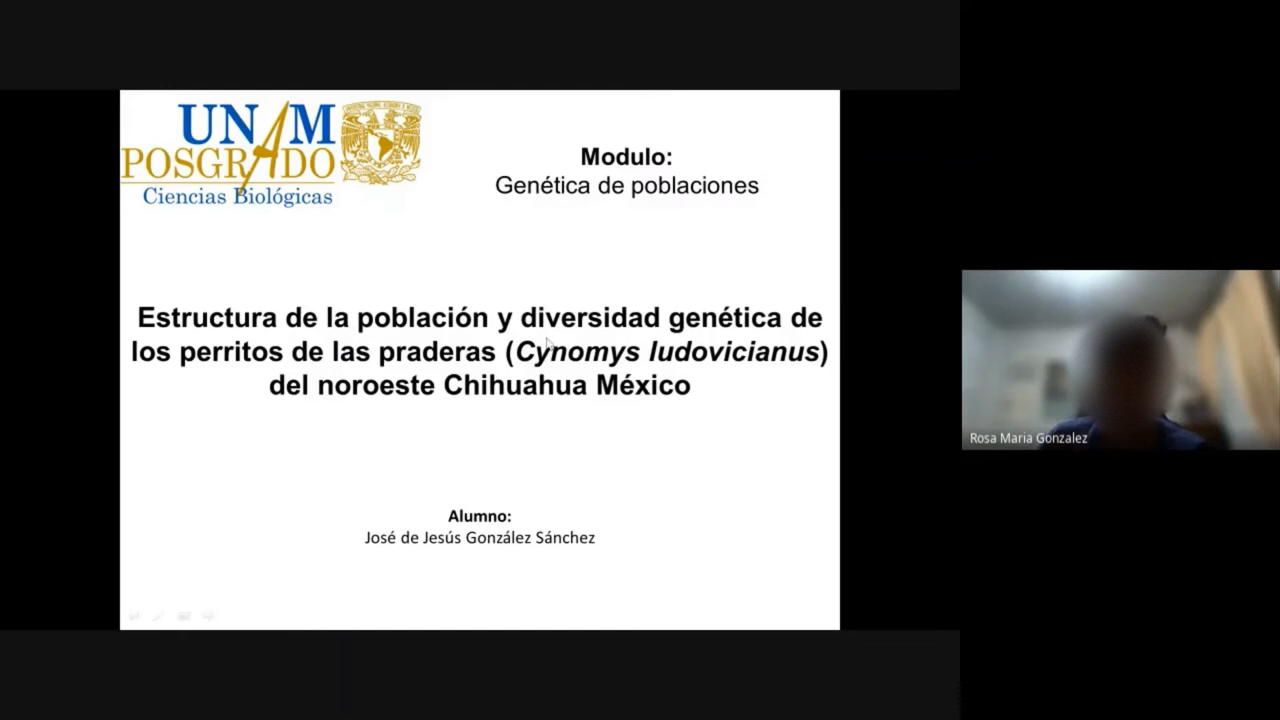 UNAM
POSGRADO
Ciencias Biológicas
Modulo:
Genética de poblaciones
Estructura de la población y diversidad genética de
los perritos de las praderas (Cynomys ludovicianus)
del noroeste Chihuahua México
Alumno:
José de Jesús González Sánchez
Rosa Maria Gonzalez